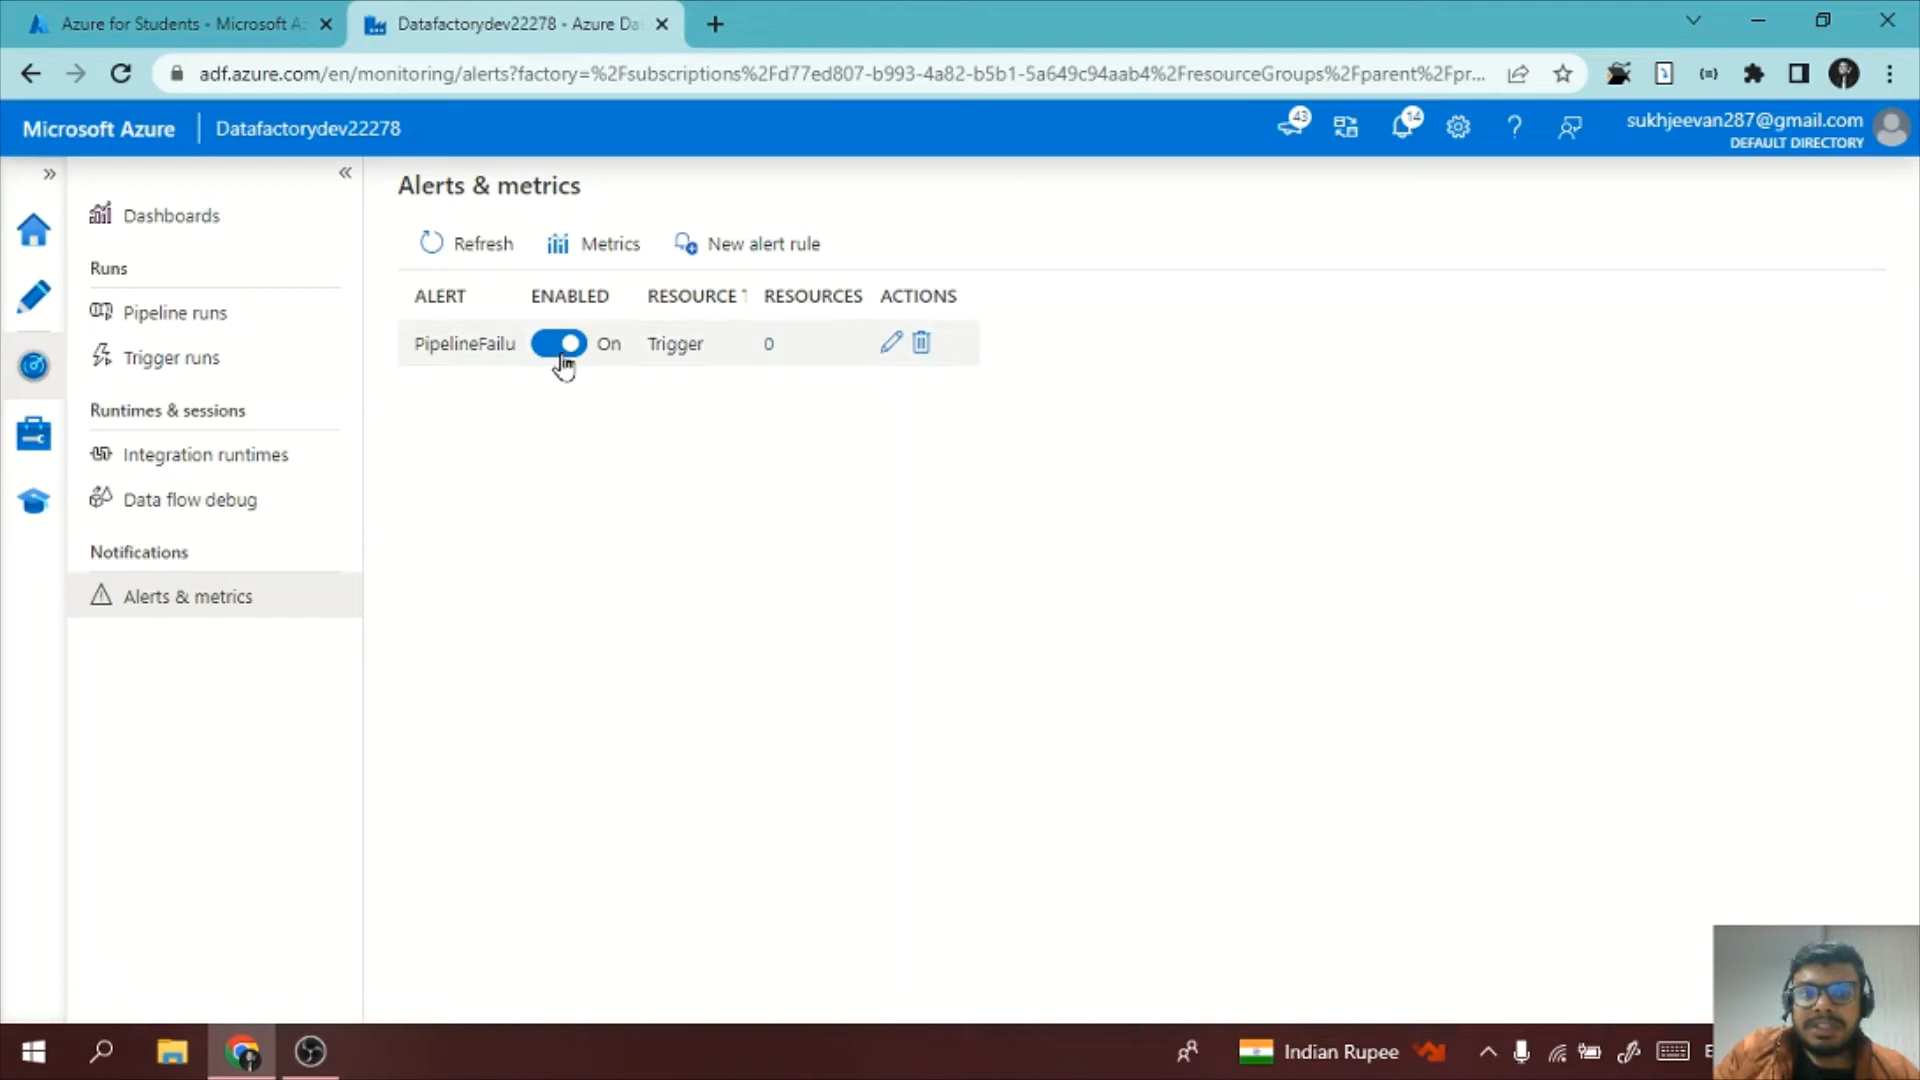 Azure for Students - Microsoft A
Datafactorydev22278 - Azure Da
adf.azure.com/en/monitoring/alerts?factory=%2Fsubscriptions%2Fd77ed807-b993-4a82-b5b1-5a649c94aab4%2FresourceGroups%2Fparent%2Fpr...
Microsoft Azure
Datafactorydev22278
43
14
sukhjeevan287@gmail.com
DEFAULT DIRECTORY
Dashboards
Runs
Pipeline runs
Trigger runs
Runtimes & sessions
Integration runtimes
Data flow debug
Notifications
Alerts & metrics
Alerts & metrics
Refresh
Metrics
New alert rule
ALERT ENABLED RESOURCE T RESOURCES ACTIONS
PipelineFailu On Trigger 0
Indian Rupee